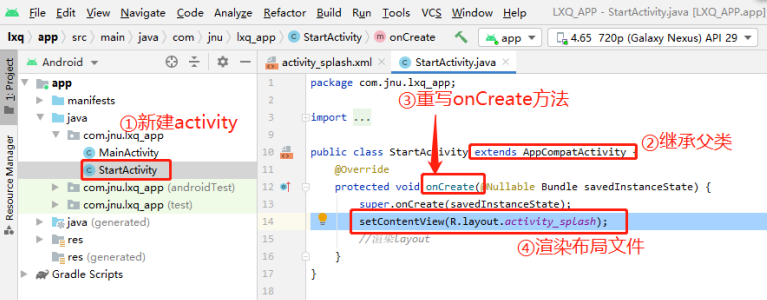 File Edit View Navigate Code Analyze Refactor Build Run Tools VCS Window Help LXQ_APP - StartActivity.java [LXQ_APP.app]
lxq app src main java com jnu lxq_app StartActivity onCreate app 4.65 720p (Galaxy Nexus) API 29
1: Project
Resource Manager
Android
app
manifests
java
com.jnu.lxq_app
MainActivity
StartActivity
com.jnu.lxq_app (androidTest)
com.jnu.lxq_app (test)
java (generated)
res
res (generated)
Gradle Scripts
①新建activity
activity_splash.xml StartActivity.java
1 package com.jnu.lxq_app;
3 import ...
10 public class StartActivity extends AppCompatActivity
11 @Override
12 protected void onCreate(@Nullable Bundle savedInstanceState) {
13 super.onCreate(savedInstanceState);
14 setContentView(R.layout.activity_splash);
15 //渲染Layout
16 }
17 }
③重写onCreate方法
②继承父类
④渲染布局文件